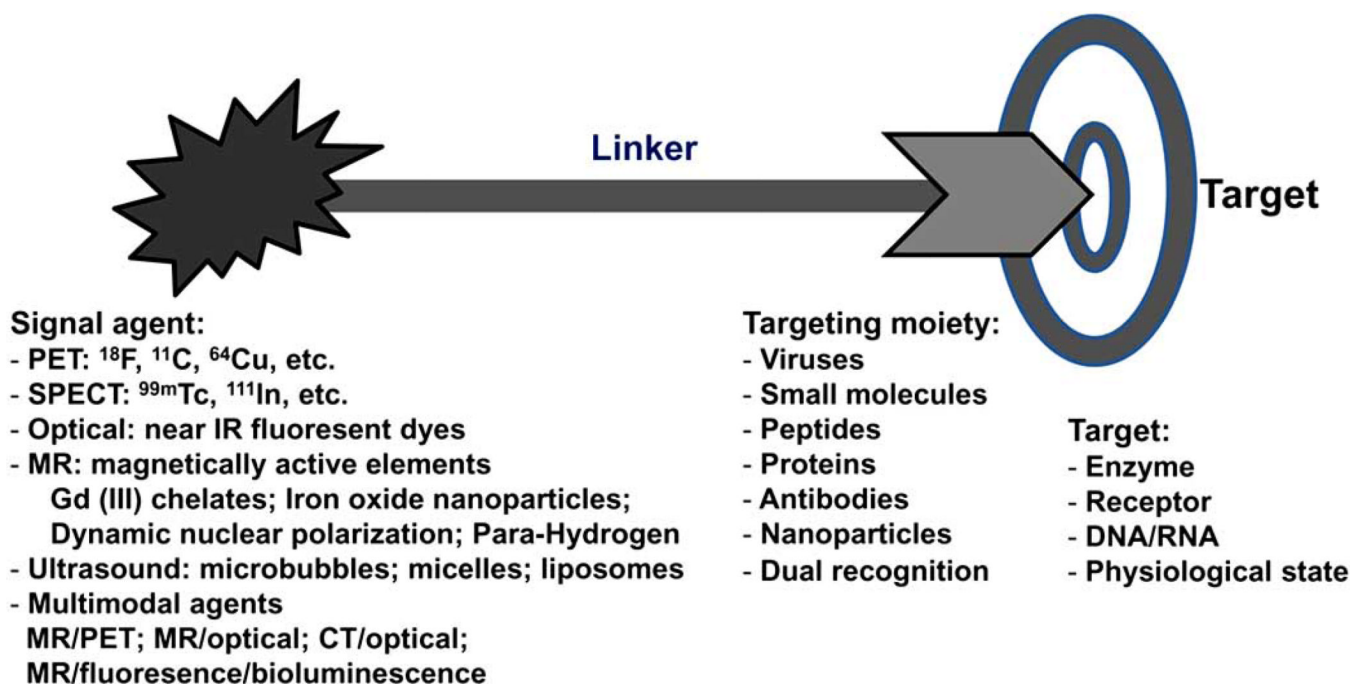 Linker
Target
Signal agent:
- PET: ¹⁸F, ¹¹C, ⁶⁴Cu, etc.
- SPECT: ⁹⁹ᵐTc, ¹¹¹In, etc.
- Optical: near IR fluoresent dyes
- MR: magnetically active elements
Gd (III) chelates; Iron oxide nanoparticles;
Dynamic nuclear polarization; Para-Hydrogen
- Ultrasound: microbubbles; micelles; liposomes
- Multimodal agents
MR/PET; MR/optical; CT/optical;
MR/fluoresence/bioluminescence
Targeting moiety:
- Viruses
- Small molecules
- Peptides
- Proteins
- Antibodies
- Nanoparticles
- Dual recognition
Target:
- Enzyme
- Receptor
- DNA/RNA
- Physiological state